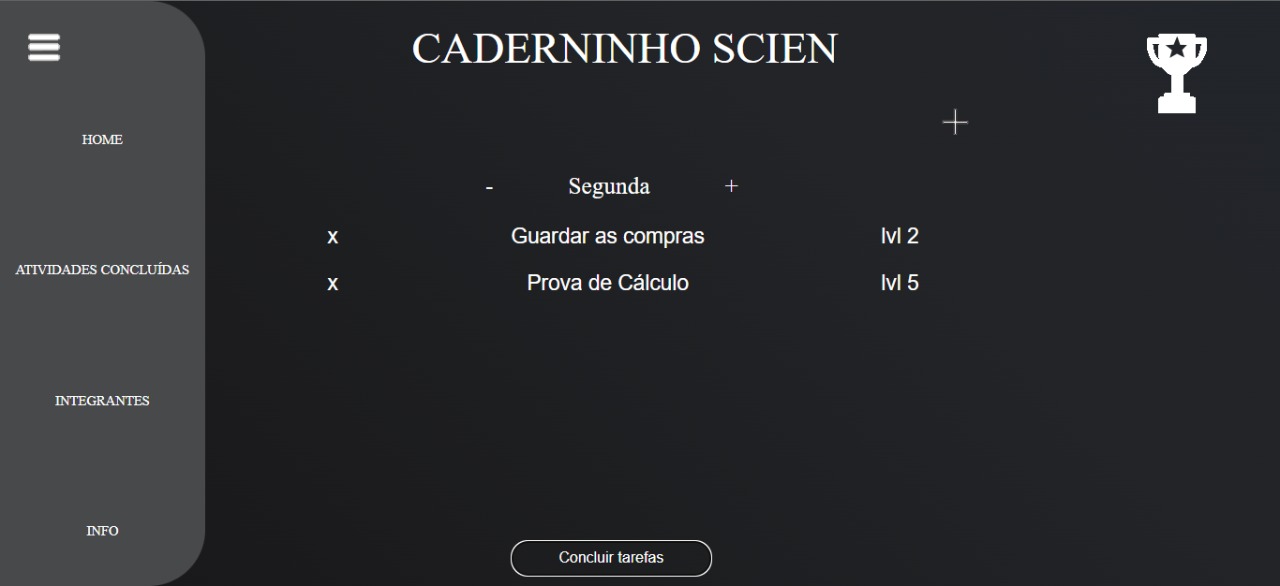 CADERNINHO SCIEN
HOME
+
- Segunda +
x Guardar as compras lvl 2
ATIVIDADES CONCLUÍDAS
x Prova de Cálculo lvl 5
INTEGRANTES
INFO
Concluir tarefas